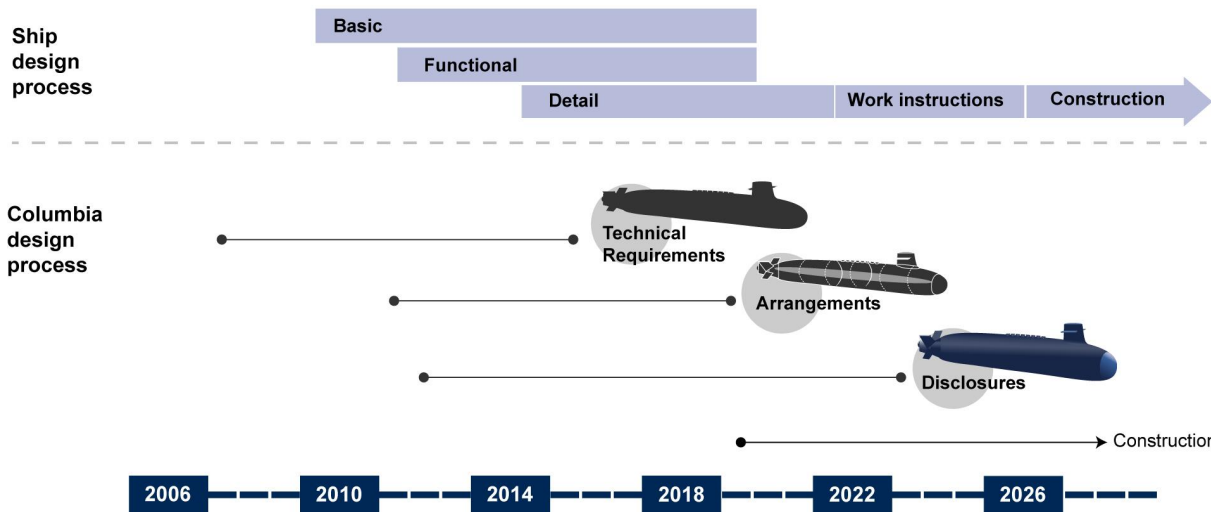 Ship
design
process
Basic
Functional
Detail
Work instructions
Construction
Columbia
design
process
Technical
Requirements
Arrangements
Disclosures
Construction
2006
2010
2014
2018
2022
2026